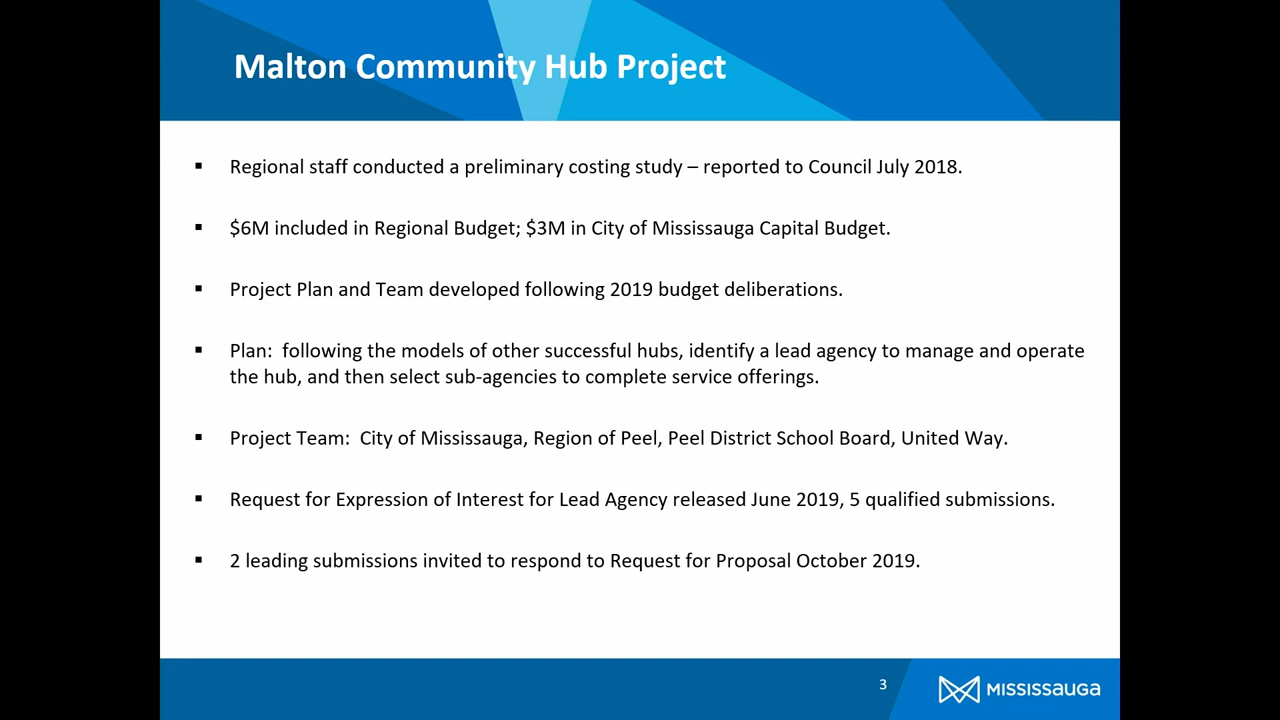 Malton Community Hub Project
▪ Regional staff conducted a preliminary costing study – reported to Council July 2018.
▪ $6M included in Regional Budget; $3M in City of Mississauga Capital Budget.
▪ Project Plan and Team developed following 2019 budget deliberations.
▪ Plan:  following the models of other successful hubs, identify a lead agency to manage and operate
the hub, and then select sub-agencies to complete service offerings.
▪ Project Team:  City of Mississauga, Region of Peel, Peel District School Board, United Way.
▪ Request for Expression of Interest for Lead Agency released June 2019, 5 qualified submissions.
▪ 2 leading submissions invited to respond to Request for Proposal October 2019.
3
MISSISSAUGA